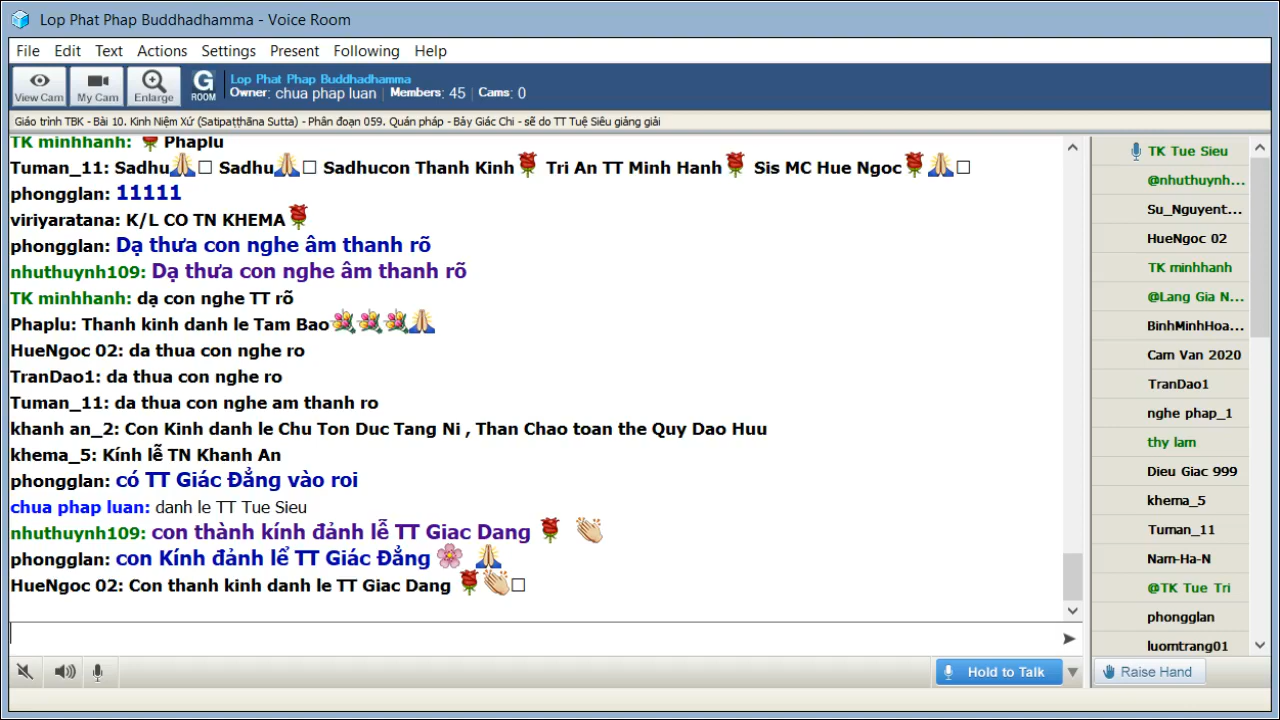 Lop Phat Phap Buddhadhamma - Voice Room
File Edit Text Actions Settings Present Following Help
View Cam My Cam Enlarge G ROOM
Lop Phat Phap Buddhadhamma
Owner: chua phap luan Members: 45 Cams: 0
Giáo trình TBK - Bài 10. Kinh Niệm Xứ (Satipaṭṭhāna Sutta) - Phân đoạn 059. Quán pháp - Bảy Giác Chi - sẽ do TT Tuệ Siêu giảng giải
TK minhhanh: 🌹 Phaplu
Tuman_11: Sadhu🙏□ Sadhu🙏□ Sadhucon Thanh Kinh🌹 Tri An TT Minh Hanh🌹 Sis MC Hue Ngoc🌹🙏□
phongglan: 11111
viriyaratana: K/L CO TN KHEMA🌹
phongglan: Dạ thưa con nghe âm thanh rõ
nhuthuynh109: Dạ thưa con nghe âm thanh rõ
TK minhhanh: dạ con nghe TT rõ
Phaplu: Thanh kinh danh le Tam Bao💐💐💐🙏
HueNgoc 02: da thua con nghe ro
TranDao1: da thua con nghe ro
Tuman_11: da thua con nghe am thanh ro
khanh an_2: Con Kinh danh le Chu Ton Duc Tang Ni , Than Chao toan the Quy Dao Huu
khema_5: Kính lễ TN Khanh An
phongglan: có TT Giác Đẳng vào roi
chua phap luan: danh le TT Tue Sieu
nhuthuynh109: con thành kính đảnh lễ TT Giac Dang 🌹 👏
phongglan: con Kính đảnh lể TT Giác Đẳng 🌸 🙏
HueNgoc 02: Con thanh kinh danh le TT Giac Dang 🌹👏□
TK Tue Sieu
@nhuthuynh...
Su_Nguyent...
HueNgoc 02
TK minhhanh
@Lang Gia N...
BinhMinhHoa...
Cam Van 2020
TranDao1
nghe phap_1
thy lam
Dieu Giac 999
khema_5
Tuman_11
Nam-Ha-N
@TK Tue Tri
phongglan
luomtrang01
Hold to Talk
Raise Hand